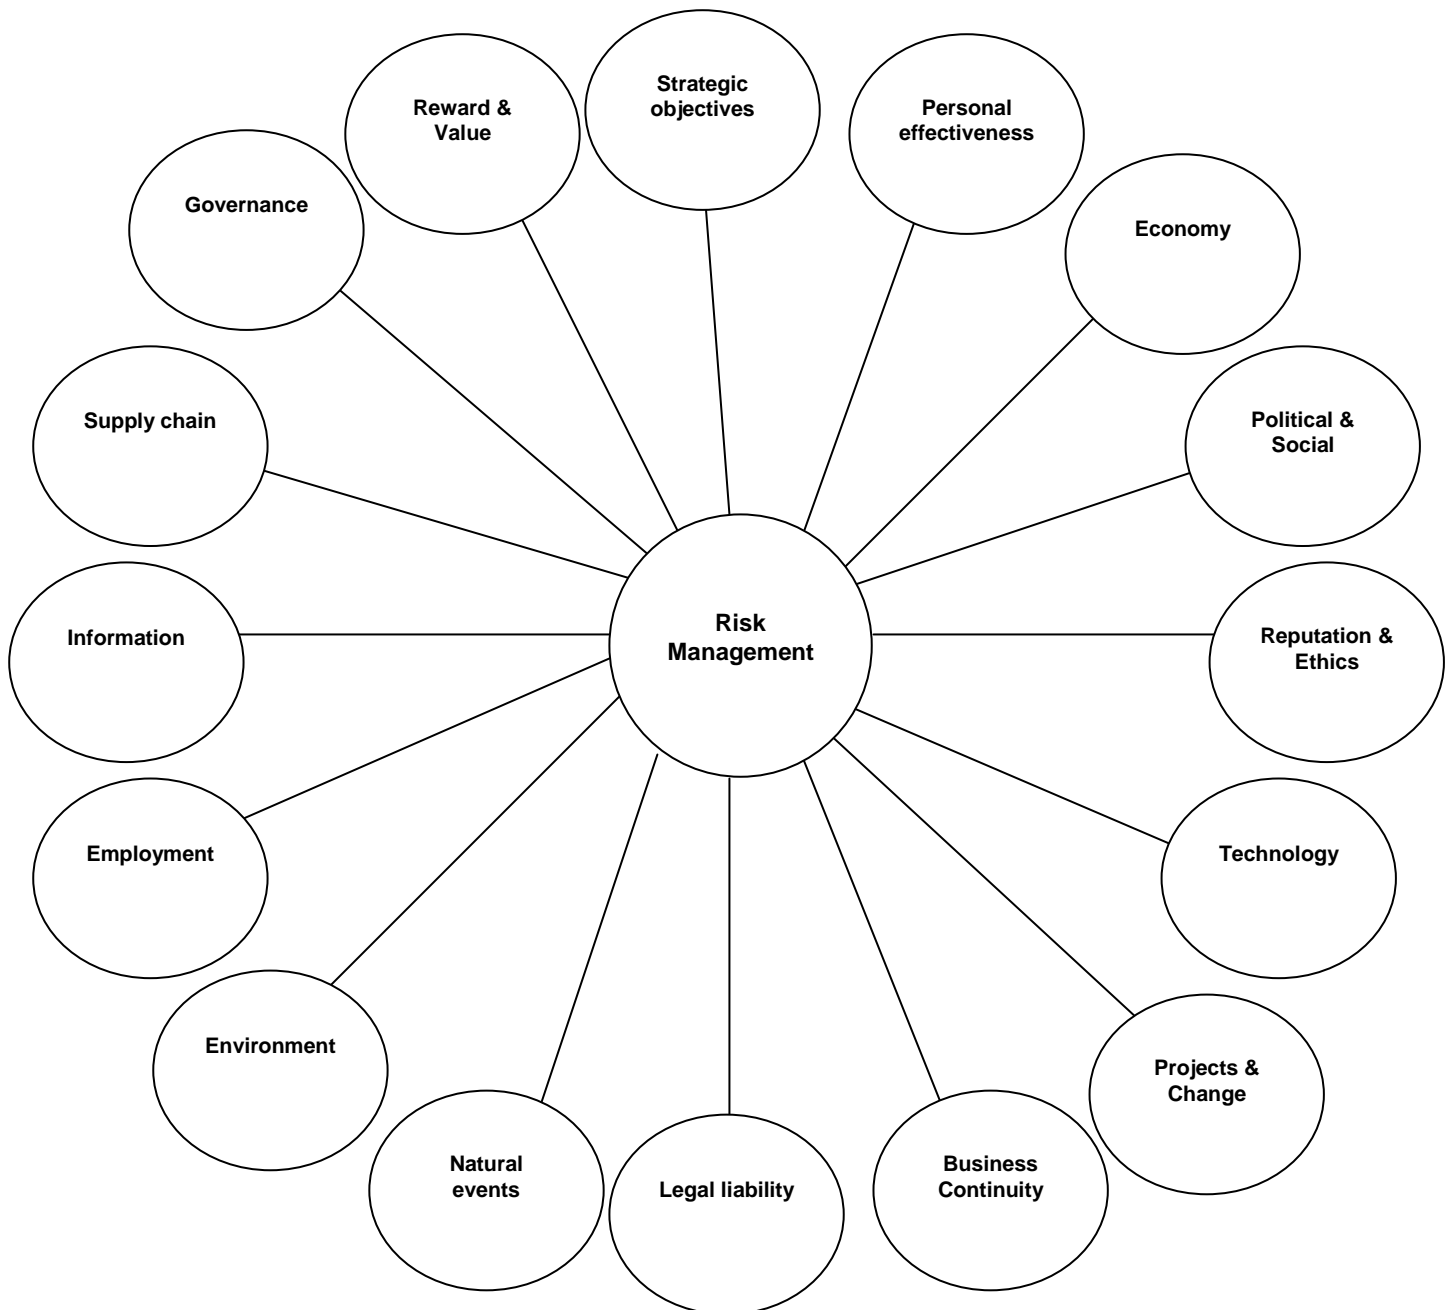 Strategic
objectives
Reward &
Value
Personal
effectiveness
Governance
Economy
Supply chain
Political &
Social
Risk
Management
Information
Reputation &
Ethics
Employment
Technology
Environment
Projects &
Change
Natural
events
Legal liability
Business
Continuity